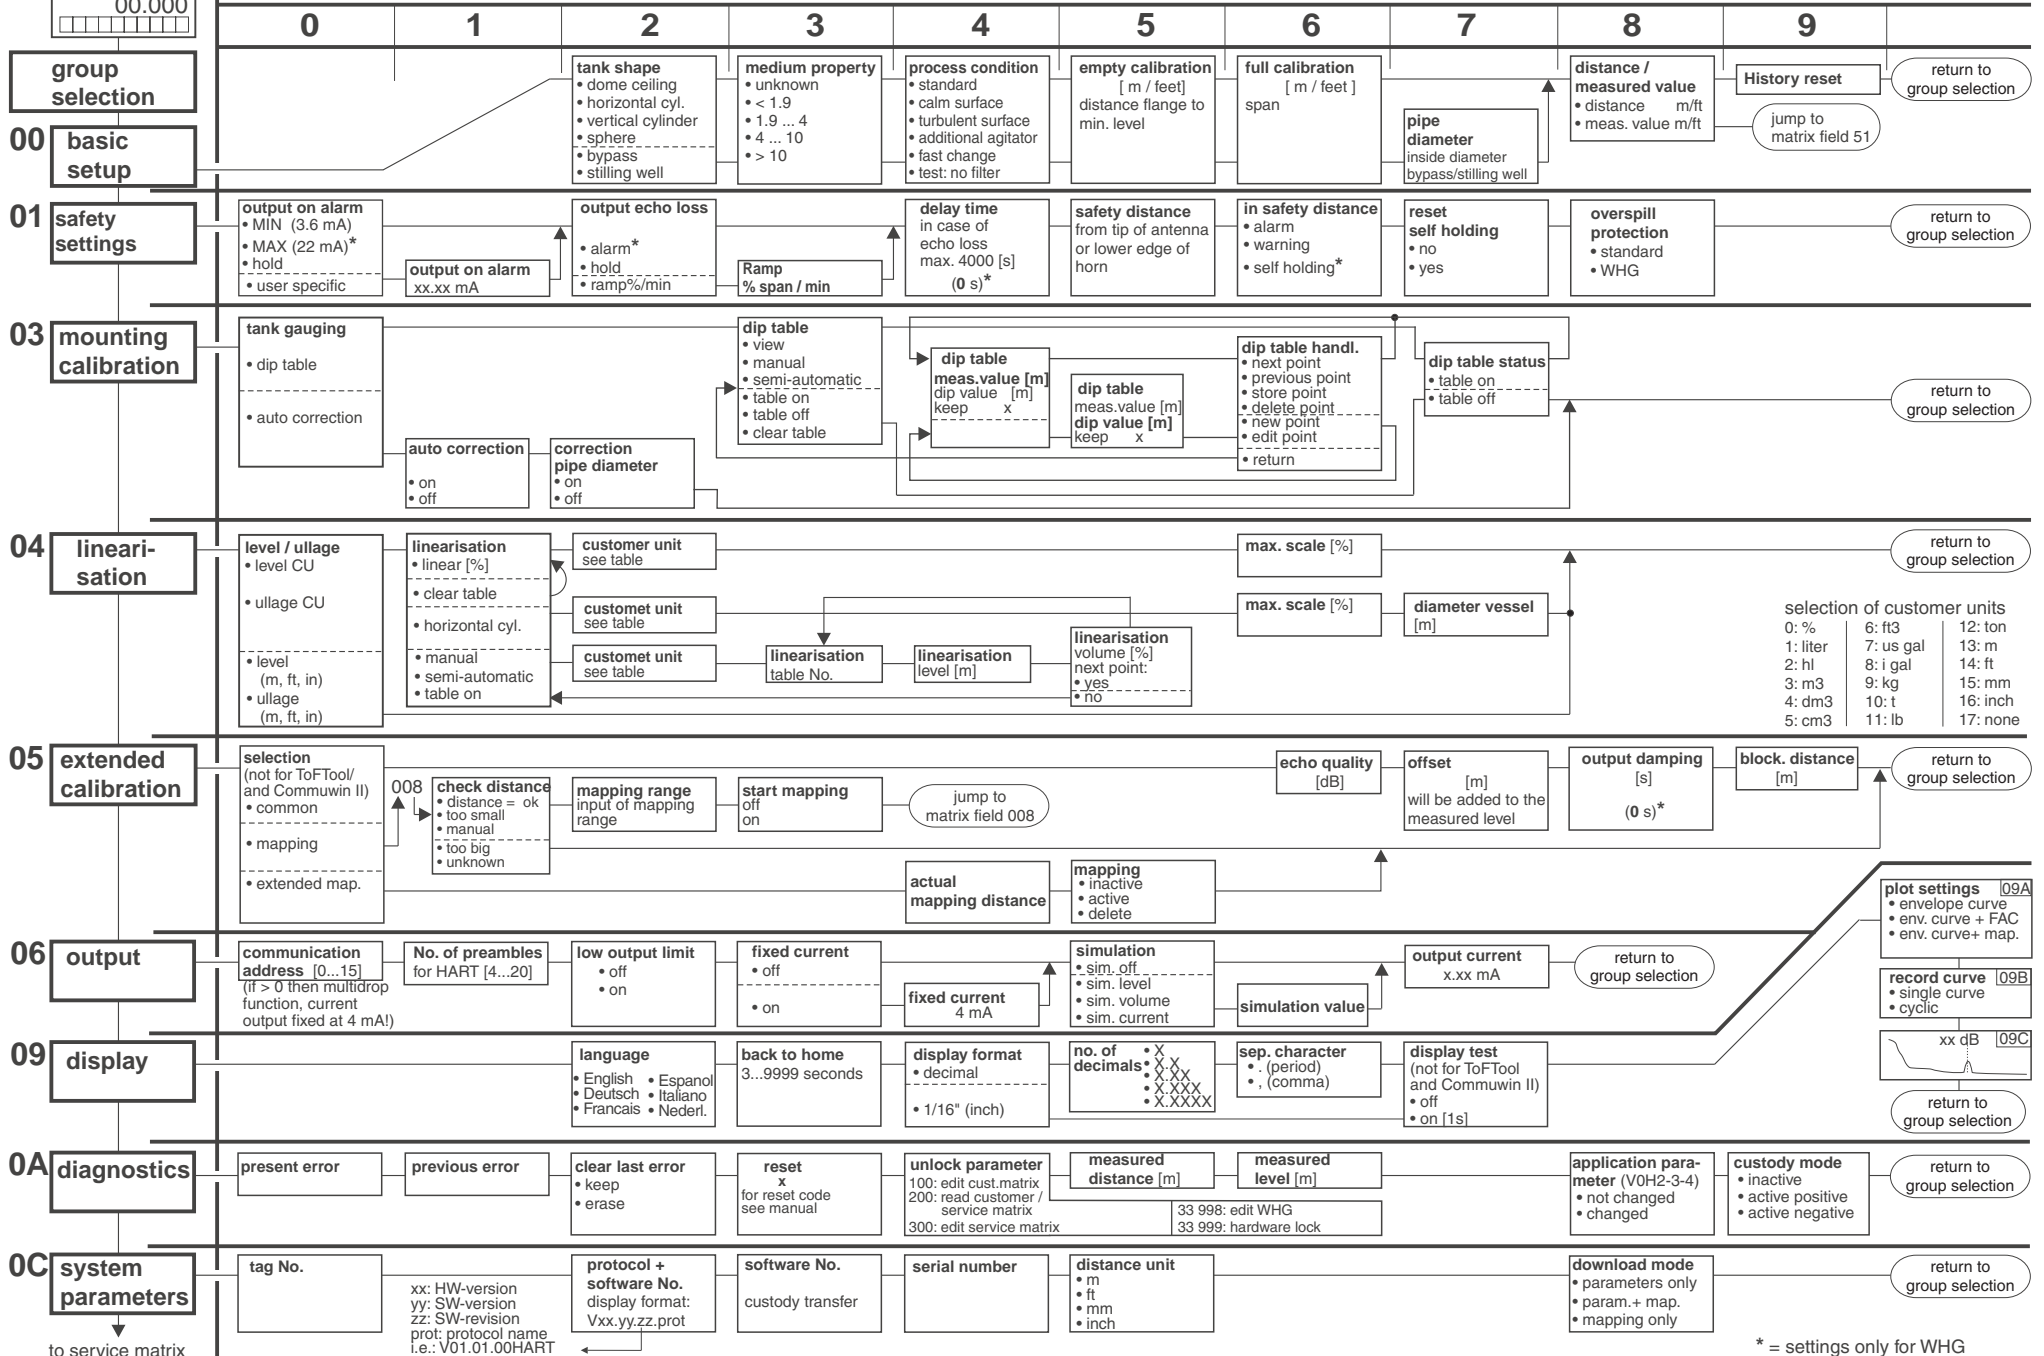 00.000
0 1 2 3 4 5 6 7 8 9
group
selection
00
basic
setup
tank shape
• dome ceiling
• horizontal cyl.
• vertical cylinder
• sphere
• bypass
• stilling well
medium property
• unknown
• < 1.9
• 1.9 ... 4
• 4 ... 10
• > 10
process condition
• standard
• calm surface
• turbulent surface
• additional agitator
• fast change
• test: no filter
empty calibration
[ m / feet]
distance flange to
min. level
full calibration
[ m / feet ]
span
pipe
diameter
inside diameter
bypass/stilling well
distance /
measured value
• distance m/ft
• meas. value m/ft
History reset
jump to
matrix field 51
return to
group selection
01
safety
settings
output on alarm
• MIN (3.6 mA)
• MAX (22 mA)*
• hold
• user specific
output on alarm
xx.xx mA
output echo loss
• alarm*
• hold
• ramp%/min
Ramp
% span / min
delay time
in case of
echo loss
max. 4000 [s]
(0 s)*
safety distance
from tip of antenna
or lower edge of
horn
in safety distance
• alarm
• warning
• self holding*
reset
self holding
• no
• yes
overspill
protection
• standard
• WHG
return to
group selection
03
mounting
calibration
tank gauging
• dip table
• auto correction
auto correction
• on
• off
correction
pipe diameter
• on
• off
dip table
• view
• manual
• semi-automatic
• table on
• table off
• clear table
dip table
meas.value [m]
dip value [m]
keep x
dip table
meas.value [m]
dip value [m]
keep x
dip table handl.
• next point
• previous point
• store point
• delete point
• new point
• edit point
• return
dip table status
• table on
• table off
return to
group selection
04
lineari-
sation
level / ullage
• level CU
• ullage CU
• level
(m, ft, in)
• ullage
(m, ft, in)
linearisation
• linear [%]
• clear table
• horizontal cyl.
• manual
• semi-automatic
• table on
customer unit
see table
customet unit
see table
customet unit
see table
linearisation
table No.
linearisation
level [m]
linearisation
volume [%]
next point:
• yes
• no
max. scale [%]
max. scale [%]
diameter vessel
[m]
return to
group selection
selection of customer units
0: % 6: ft3 12: ton
1: liter 7: us gal 13: m
2: hl 8: i gal 14: ft
3: m3 9: kg 15: mm
4: dm3 10: t 16: inch
5: cm3 11: lb 17: none
05
extended
calibration
selection
(not for ToFTool/
and Commuwin II)
• common
• mapping
• extended map.
008
check distance
• distance = ok
• too small
• manual
• too big
• unknown
mapping range
input of mapping
range
start mapping
off
on
jump to
matrix field 008
actual
mapping distance
mapping
• inactive
• active
• delete
echo quality
[dB]
offset
[m]
will be added to the
measured level
output damping
[s]
(0 s)*
block. distance
[m]
return to
group selection
06
output
communication
address [0...15]
(if > 0 then multidrop
function, current
output fixed at 4 mA!)
No. of preambles
for HART [4...20]
low output limit
• off
• on
fixed current
• off
• on
fixed current
4 mA
simulation
• sim. off
• sim. level
• sim. volume
• sim. current
simulation value
output current
x.xx mA
return to
group selection
plot settings 09A
• envelope curve
• env. curve + FAC
• env. curve+ map.
record curve 09B
• single curve
• cyclic
xx dB 09C
return to
group selection
09
display
language
• English • Espanol
• Deutsch • Italiano
• Francais • Nederl.
back to home
3...9999 seconds
display format
• decimal
• 1/16" (inch)
no. of
decimals
• X
• X.X
• X.XX
• X.XXX
• X.XXXX
sep. character
• . (period)
• , (comma)
display test
(not for ToFTool
and Commuwin II)
• off
• on [1s]
0A
diagnostics
present error
previous error
clear last error
• keep
• erase
reset
x
for reset code
see manual
unlock parameter
100: edit cust.matrix
200: read customer /
service matrix
300: edit service matrix
33 998: edit WHG
33 999: hardware lock
measured
distance [m]
measured
level [m]
application para-
meter (V0H2-3-4)
• not changed
• changed
custody mode
• inactive
• active positive
• active negative
return to
group selection
0C
system
parameters
to service matrix
tag No.
xx: HW-version
yy: SW-version
zz: SW-revision
prot: protocol name
i.e.: V01.01.00HART
protocol +
software No.
display format:
Vxx.yy.zz.prot
software No.
custody transfer
serial number
distance unit
• m
• ft
• mm
• inch
download mode
• parameters only
• param.+ map.
• mapping only
return to
group selection
* = settings only for WHG